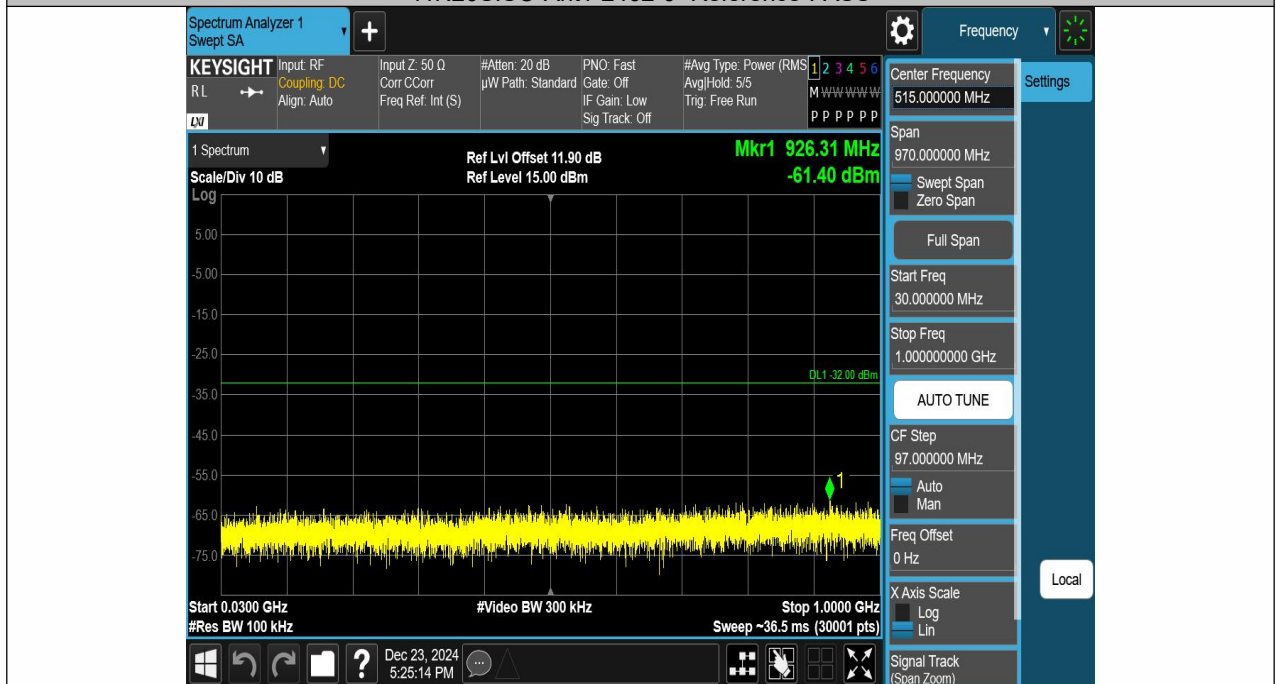 Spectrum Analyzer 1
Swept SA
+
Frequency
KEYSIGHT
RL
LXI
Input: RF
Coupling: DC
Align: Auto
Input Z: 50 Ω
Corr CCorr
Freq Ref: Int (S)
#Atten: 20 dB
µW Path: Standard
PNO: Fast
Gate: Off
IF Gain: Low
Sig Track: Off
#Avg Type: Power (RMS
Avg|Hold: 5/5
Trig: Free Run
1 2 3 4 5 6
M W W W W W
P P P P P P
1 Spectrum
Scale/Div 10 dB
Log
Ref Lvl Offset 11.90 dB
Ref Level 15.00 dBm
Mkr1 926.31 MHz
-61.40 dBm
5.00
-5.00
-15.0
-25.0
DL1 -32.00 dBm
-35.0
-45.0
-55.0
1
-65.0
-75.0
Start 0.0300 GHz
#Res BW 100 kHz
#Video BW 300 kHz
Stop 1.0000 GHz
Sweep ~36.5 ms (30001 pts)
Center Frequency
515.000000 MHz
Settings
Span
970.000000 MHz
Swept Span
Zero Span
Full Span
Start Freq
30.000000 MHz
Stop Freq
1.000000000 GHz
AUTO TUNE
CF Step
97.000000 MHz
Auto
Man
Freq Offset
0 Hz
Local
X Axis Scale
Log
Lin
Signal Track
(Span Zoom)
?
Dec 23, 2024
5:25:14 PM